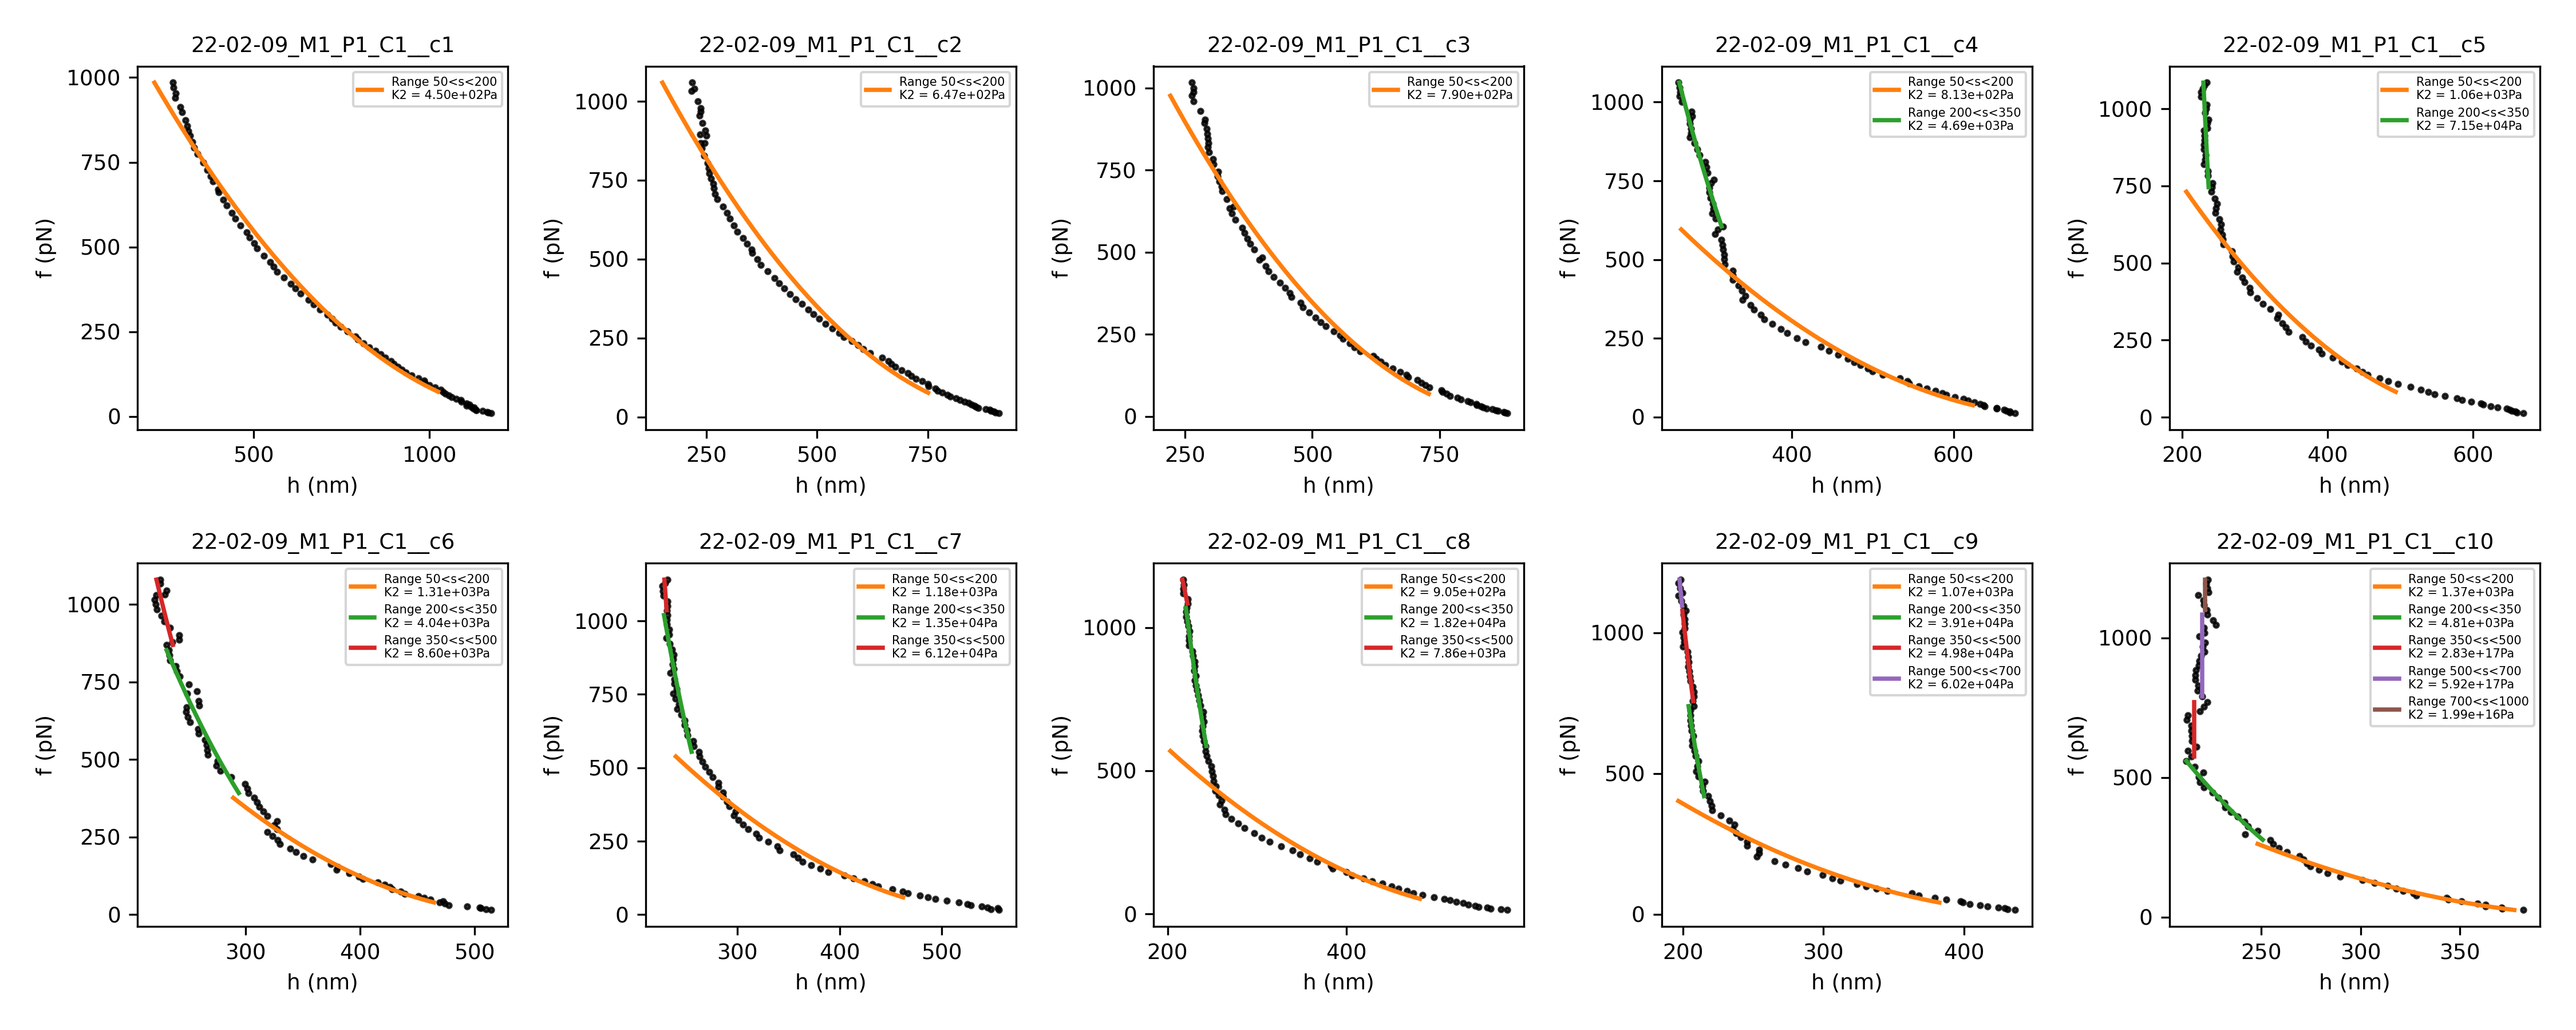 22-02-09_M1_P1_C1__c1
Range 50<s<200
K2 = 4.50e+02Pa
1000
750
500
250
0
f (pN)
500
1000
h (nm)
22-02-09_M1_P1_C1__c2
Range 50<s<200
K2 = 6.47e+02Pa
1000
750
500
250
0
f (pN)
250
500
750
h (nm)
22-02-09_M1_P1_C1__c3
Range 50<s<200
K2 = 7.90e+02Pa
1000
750
500
250
0
f (pN)
250
500
750
h (nm)
22-02-09_M1_P1_C1__c4
Range 50<s<200
K2 = 8.13e+02Pa
Range 200<s<350
K2 = 4.69e+03Pa
1000
750
500
250
0
f (pN)
400
600
h (nm)
22-02-09_M1_P1_C1__c5
Range 50<s<200
K2 = 1.06e+03Pa
Range 200<s<350
K2 = 7.15e+04Pa
1000
750
500
250
0
f (pN)
200
400
600
h (nm)
22-02-09_M1_P1_C1__c6
Range 50<s<200
K2 = 1.31e+03Pa
Range 200<s<350
K2 = 4.04e+03Pa
Range 350<s<500
K2 = 8.60e+03Pa
1000
750
500
250
0
f (pN)
300
400
500
h (nm)
22-02-09_M1_P1_C1__c7
Range 50<s<200
K2 = 1.18e+03Pa
Range 200<s<350
K2 = 1.35e+04Pa
Range 350<s<500
K2 = 6.12e+04Pa
1000
750
500
250
0
f (pN)
300
400
500
h (nm)
22-02-09_M1_P1_C1__c8
Range 50<s<200
K2 = 9.05e+02Pa
Range 200<s<350
K2 = 1.82e+04Pa
Range 350<s<500
K2 = 7.86e+03Pa
1000
500
0
f (pN)
200
400
h (nm)
22-02-09_M1_P1_C1__c9
Range 50<s<200
K2 = 1.07e+03Pa
Range 200<s<350
K2 = 3.91e+04Pa
Range 350<s<500
K2 = 4.98e+04Pa
Range 500<s<700
K2 = 6.02e+04Pa
1000
500
0
f (pN)
200
300
400
h (nm)
22-02-09_M1_P1_C1__c10
Range 50<s<200
K2 = 1.37e+03Pa
Range 200<s<350
K2 = 4.81e+03Pa
Range 350<s<500
K2 = 2.83e+17Pa
Range 500<s<700
K2 = 5.92e+17Pa
Range 700<s<1000
K2 = 1.99e+16Pa
1000
500
0
f (pN)
250
300
350
h (nm)